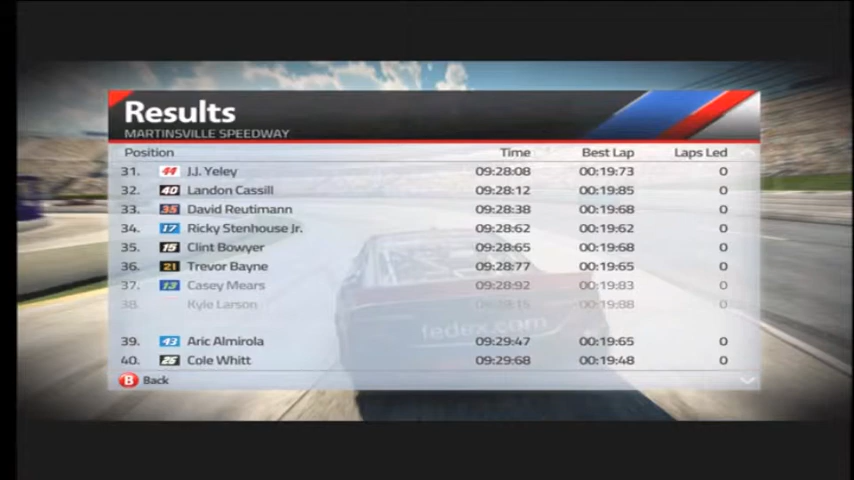 Results
MARTINSVILLE SPEEDWAY
Position Time Best Lap Laps Led
31. 44 J.J. Yeley 09:28:08 00:19:73 0
32. 40 Landon Cassill 09:28:12 00:19:85 0
33. 35 David Reutimann 09:28:38 00:19:68 0
34. 17 Ricky Stenhouse Jr. 09:28:62 00:19:62 0
35. 15 Clint Bowyer 09:28:65 00:19:68 0
36. 21 Trevor Bayne 09:28:77 00:19:65 0
37. 13 Casey Mears 09:28:92 00:19:83 0
38. Kyle Larson 00:19:88 0
fedex.com
39. 43 Aric Almirola 09:29:47 00:19:65 0
40. 26 Cole Whitt 09:29:68 00:19:48 0
B Back